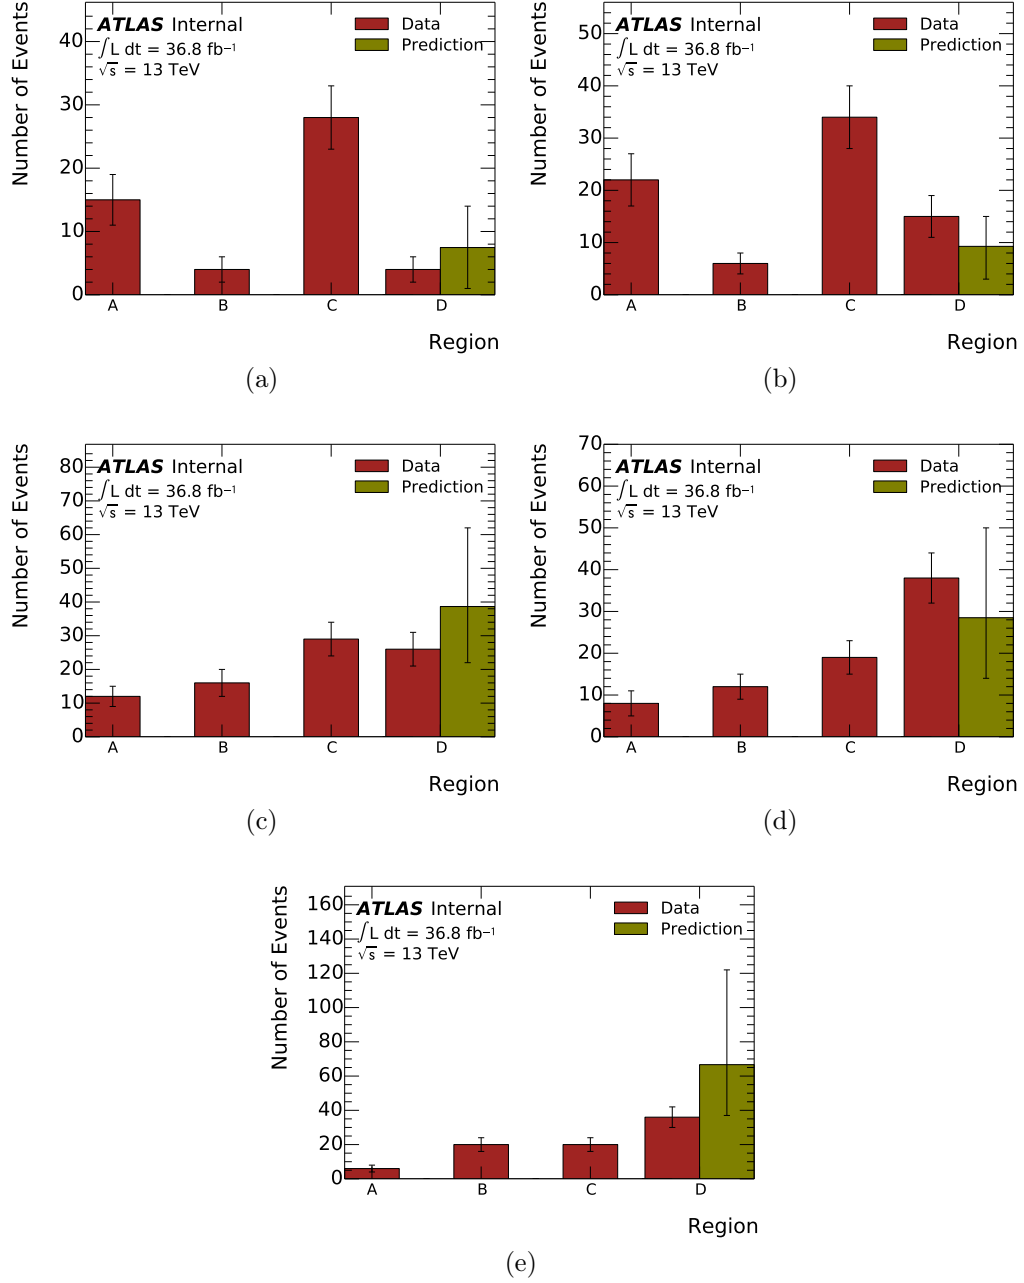 Number of Events
ATLAS Internal
∫L dt = 36.8 fb⁻¹
√s = 13 TeV
Data
Prediction
40
30
20
10
0
A B C D
Region
(a)
Number of Events
ATLAS Internal
∫L dt = 36.8 fb⁻¹
√s = 13 TeV
Data
Prediction
50
40
30
20
10
0
A B C D
Region
(b)
Number of Events
ATLAS Internal
∫L dt = 36.8 fb⁻¹
√s = 13 TeV
Data
Prediction
80
70
60
50
40
30
20
10
0
A B C D
Region
(c)
Number of Events
ATLAS Internal
∫L dt = 36.8 fb⁻¹
√s = 13 TeV
Data
Prediction
70
60
50
40
30
20
10
0
A B C D
Region
(d)
Number of Events
ATLAS Internal
∫L dt = 36.8 fb⁻¹
√s = 13 TeV
Data
Prediction
160
140
120
100
80
60
40
20
0
A B C D
Region
(e)